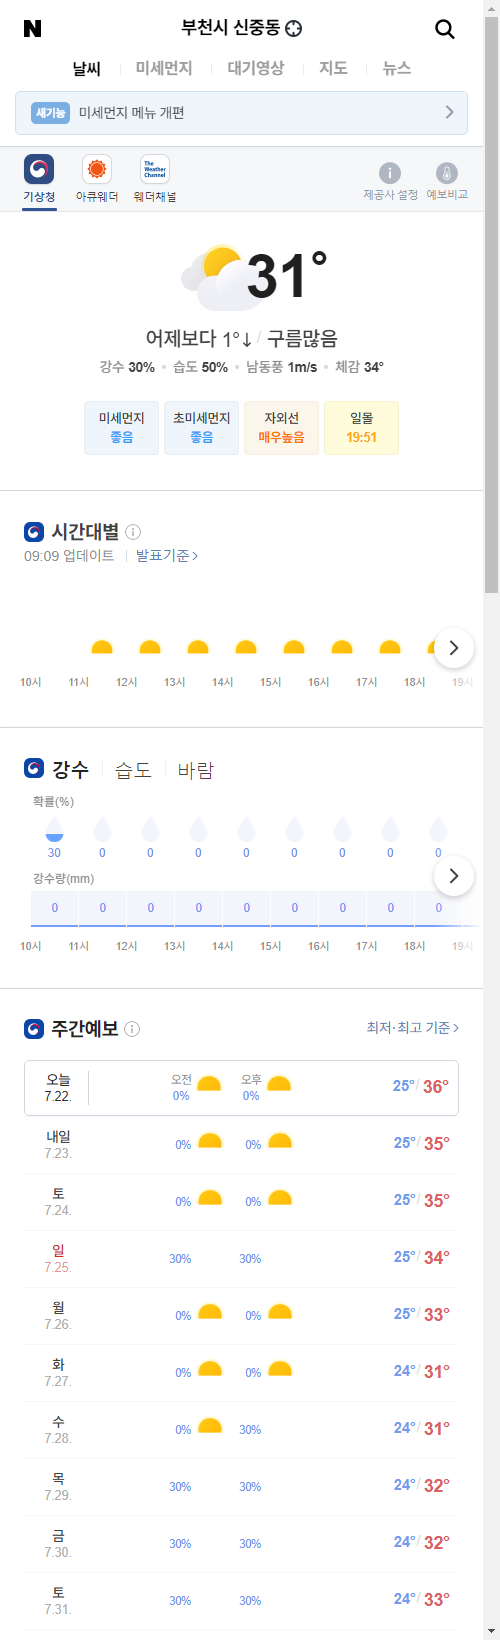 N 부천시 신중동
날씨 미세먼지 대기영상 지도 뉴스
새기능 미세먼지 메뉴 개편
The Weather Channel
기상청 아큐웨더 웨더채널 제공사 설정 예보비교
31°
어제보다 1°↓ / 구름많음
강수 30% • 습도 50% • 남동풍 1m/s • 체감 34°
미세먼지 초미세먼지 자외선 일몰
좋음 좋음 매우높음 19:51
시간대별
09:09 업데이트 발표기준 >
10시 11시 12시 13시 14시 15시 16시 17시 18시 19시
강수 습도 바람
확률(%)
30 0 0 0 0 0 0 0 0
강수량(mm)
0 0 0 0 0 0 0 0 0
10시 11시 12시 13시 14시 15시 16시 17시 18시 19시
주간예보 최저·최고 기준 >
오늘 오전 오후
7.22. 0% 0% 25° / 36°
내일
7.23. 0% 0% 25° / 35°
토
7.24. 0% 0% 25° / 35°
일
7.25. 30% 30% 25° / 34°
월
7.26. 0% 0% 25° / 33°
화
7.27. 0% 0% 24° / 31°
수
7.28. 0% 30% 24° / 31°
목
7.29. 30% 30% 24° / 32°
금
7.30. 30% 30% 24° / 32°
토
7.31. 30% 30% 24° / 33°